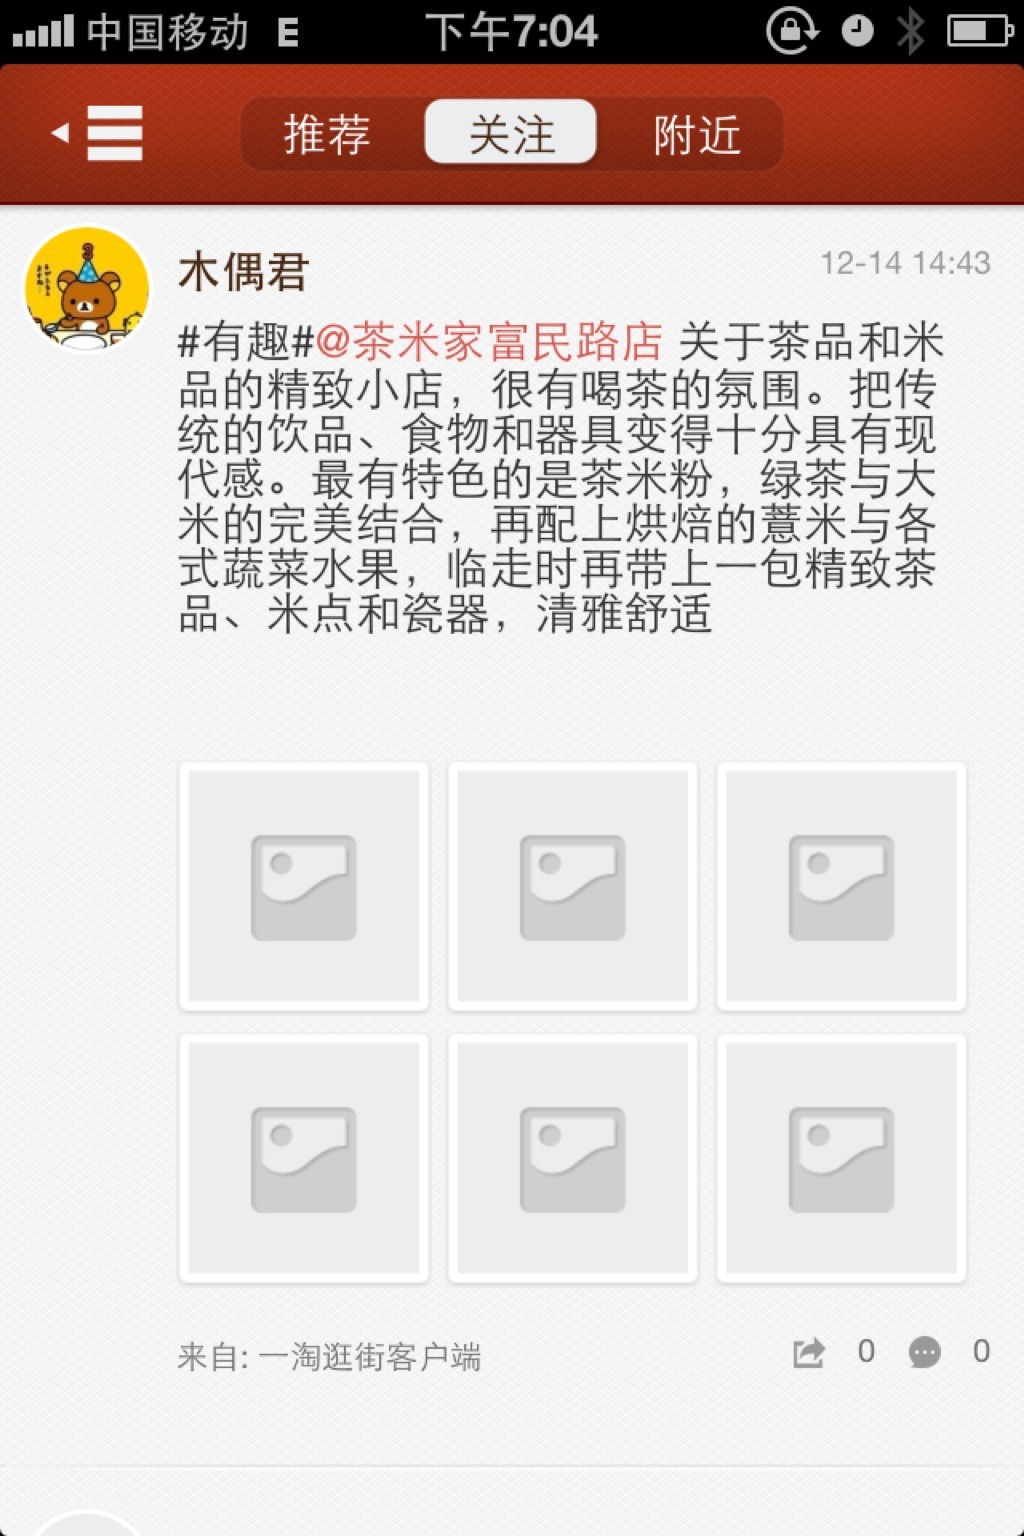 中国移动 E 下午7:04
推荐 关注 附近
木偶君 12-14 14:43
#有趣#@茶米家富民路店 关于茶品和米
品的精致小店，很有喝茶的氛围。把传
统的饮品、食物和器具变得十分具有现
代感。最有特色的是茶米粉，绿茶与大
米的完美结合，再配上烘焙的薏米与各
式蔬菜水果，临走时再带上一包精致茶
品、米点和瓷器，清雅舒适
来自: 一淘逛街客户端 0 0